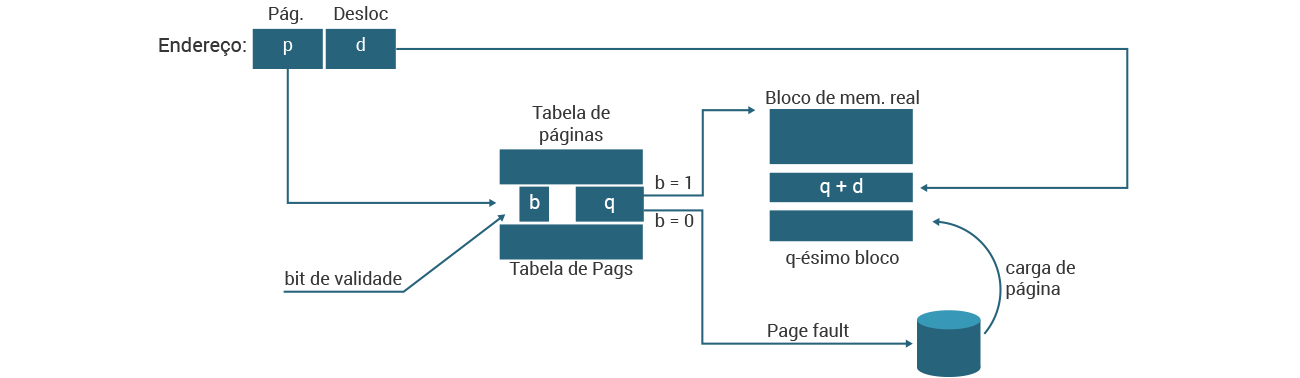 Pág.
Desloc
Endereço:
p
d
Tabela de
páginas
b
q
Tabela de Pags
bit de validade
b = 1
b = 0
Bloco de mem. real
q + d
q-ésimo bloco
carga de
página
Page fault